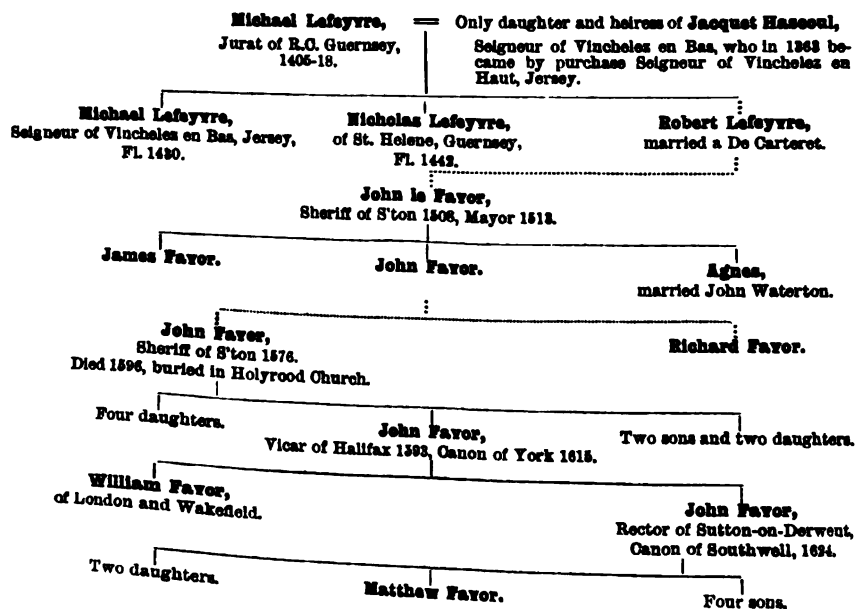 Michael Lefeyvre, = Only daughter and heiress of Jacquet Hascoul,
Jurat of R.C. Guernsey,
1405-18.
Seigneur of Vincheles en Bas, who in 1363 be-
came by purchase Seigneur of Vinchelez en
Haut, Jersey.
Michael Lefeyvre,
Seigneur of Vincheles en Bas, Jersey,
Fl. 1430.
Nicholas Lefeyvre,
of St. Helene, Guernsey,
Fl. 1442.
Robert Lefeyvre,
married a De Carteret.
John le Favor,
Sheriff of S'ton 1508, Mayor 1513.
James Favor.
John Favor.
Agnes,
married John Waterton.
John Favor,
Sheriff of S'ton 1576.
Died 1596, buried in Holyrood Church.
Richard Favor.
Four daughters.
John Favor,
Vicar of Halifax 1593, Canon of York 1615.
Two sons and two daughters.
William Favor,
of London and Wakefield.
John Favor,
Rector of Sutton-on-Derwent,
Canon of Southwell, 1624.
Two daughters.
Matthew Favor.
Four sons.